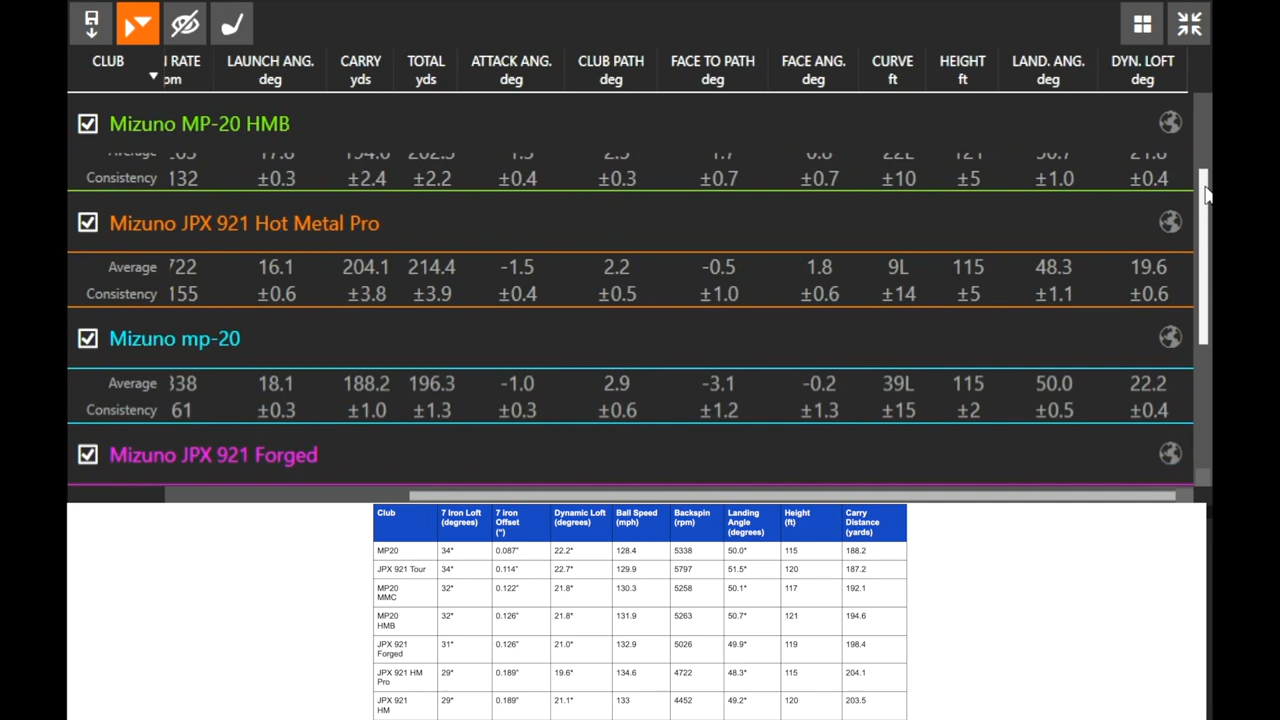 CLUB I RATE LAUNCH ANG. CARRY TOTAL ATTACK ANG. CLUB PATH FACE TO PATH FACE ANG. CURVE HEIGHT LAND. ANG. DYN. LOFT
pm deg yds yds deg deg deg deg ft ft deg deg
Mizuno MP-20 HMB
Consistency 132 ±0.3 ±2.4 ±2.2 ±0.4 ±0.3 ±0.7 ±0.7 ±10 ±5 ±1.0 ±0.4
Mizuno JPX 921 Hot Metal Pro
Average 722 16.1 204.1 214.4 -1.5 2.2 -0.5 1.8 9L 115 48.3 19.6
Consistency 155 ±0.6 ±3.8 ±3.9 ±0.4 ±0.5 ±1.0 ±0.6 ±14 ±5 ±1.1 ±0.6
Mizuno mp-20
Average 338 18.1 188.2 196.3 -1.0 2.9 -3.1 -0.2 39L 115 50.0 22.2
Consistency 61 ±0.3 ±1.0 ±1.3 ±0.3 ±0.6 ±1.2 ±1.3 ±15 ±2 ±0.5 ±0.4
Mizuno JPX 921 Forged
Club 7 Iron Loft 7 iron Dynamic Loft Ball Speed Backspin Landing Height Carry
(degrees) Offset (degrees) (mph) (rpm) Angle (ft) Distance
(") (degrees) (yards)
MP20 34° 0.087" 22.2° 128.4 5338 50.0° 115 188.2
JPX 921 Tour 34° 0.114" 22.7° 129.9 5797 51.5° 120 187.2
MP20 32° 0.122" 21.8° 130.3 5258 50.1° 117 192.1
MMC
MP20 32° 0.126" 21.8° 131.9 5263 50.7° 121 194.6
HMB
JPX 921 31° 0.126" 21.0° 132.9 5026 49.9° 119 198.4
Forged
JPX 921 HM 29° 0.189" 19.6° 134.6 4722 48.3° 115 204.1
Pro
JPX 921 29° 0.189" 21.1° 133 4452 49.2° 120 203.5
HM